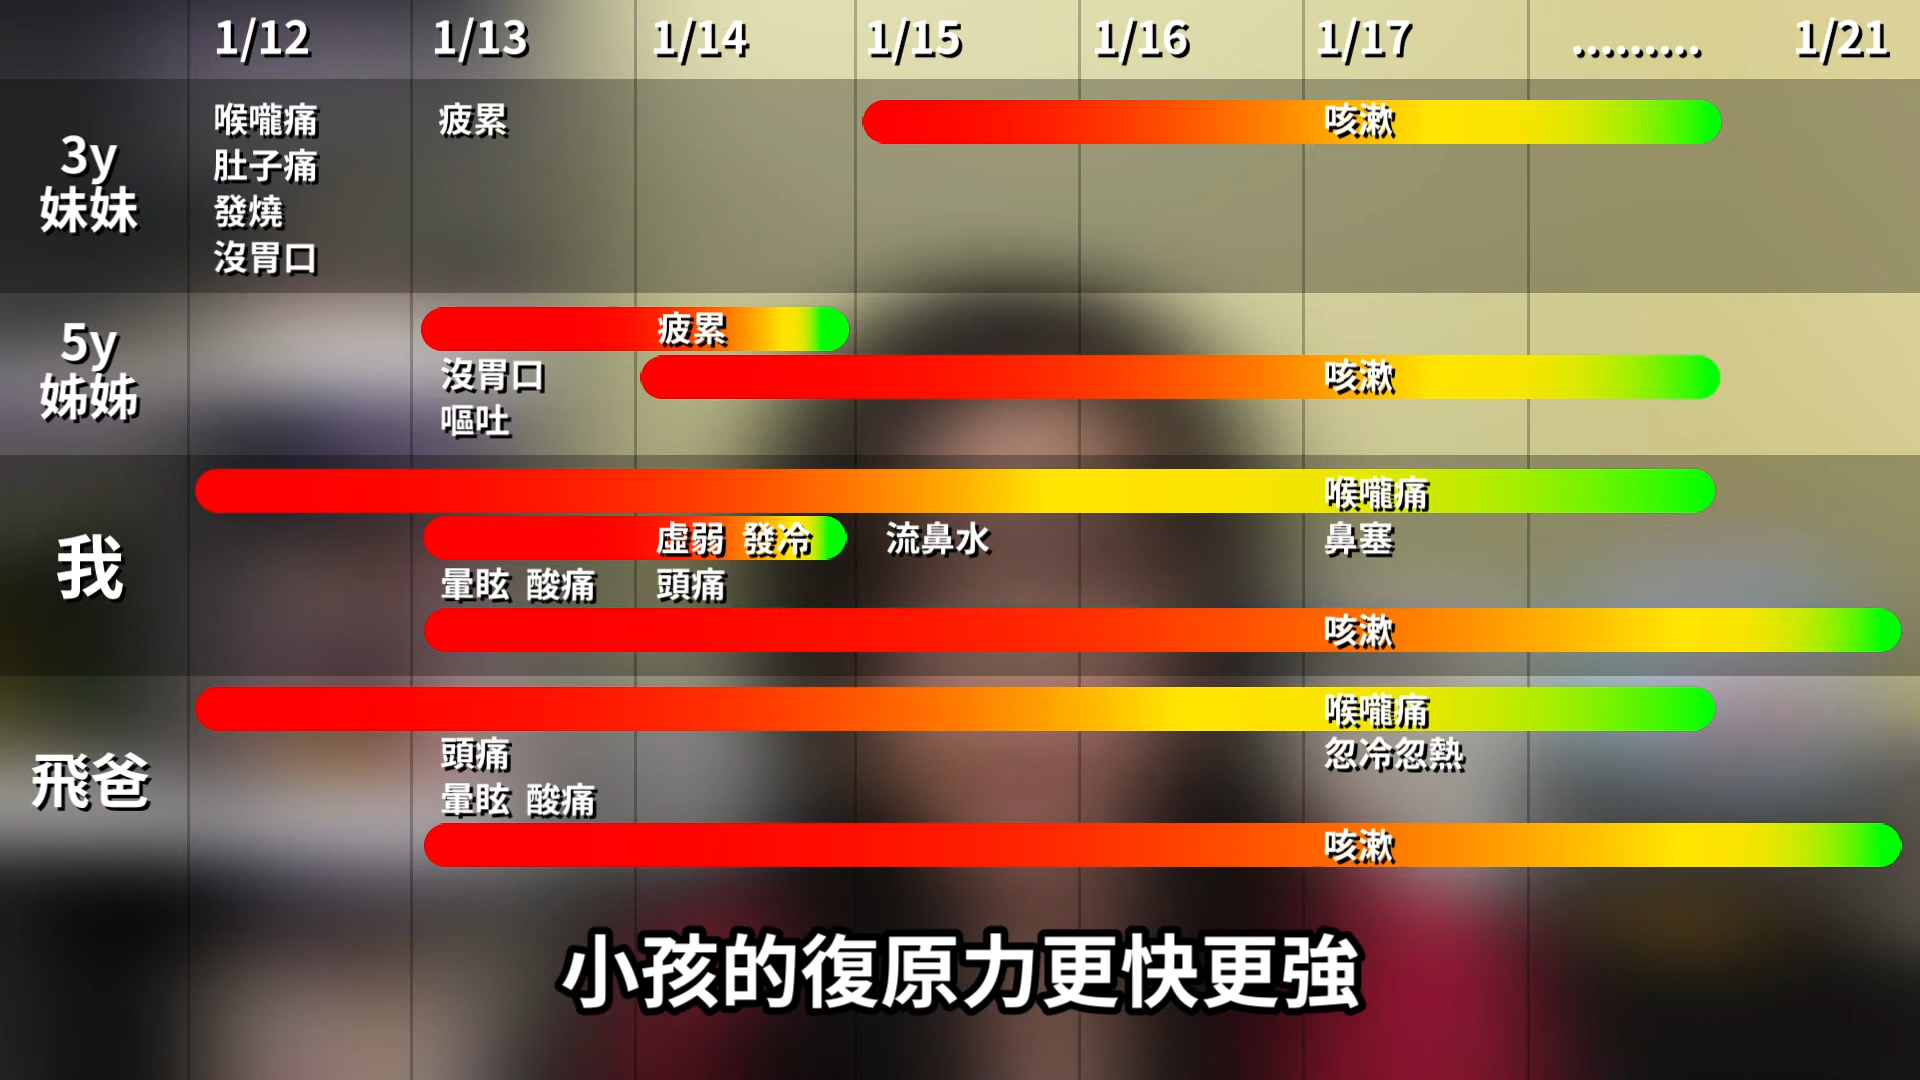 1/12 1/13 1/14 1/15 1/16 1/17 ......... 1/21
3y
妹妹
喉嚨痛
肚子痛
發燒
沒胃口
疲累
咳漱
5y
姊姊
疲累
沒胃口
嘔吐
咳漱
我
喉嚨痛
虛弱 發冷 流鼻水 鼻塞
暈眩 酸痛 頭痛
咳漱
飛爸
喉嚨痛
頭痛 忽冷忽熱
暈眩 酸痛
咳漱
小孩的復原力更快更強